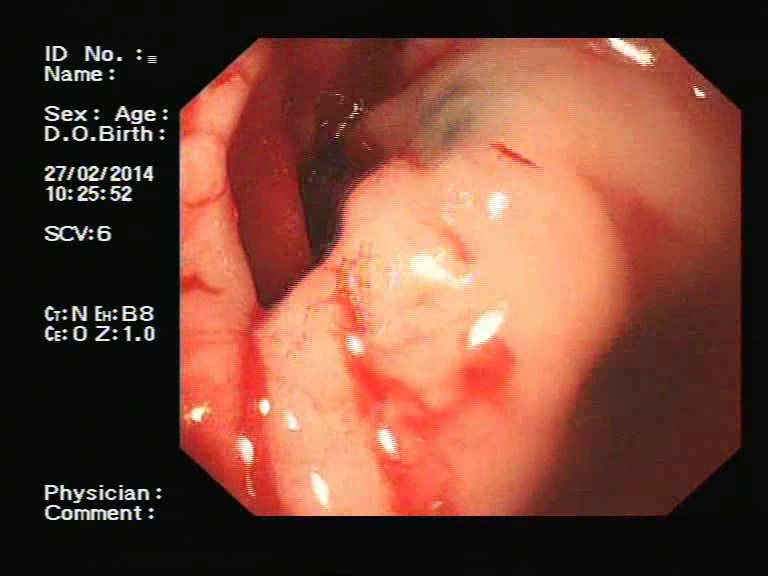 ID No. :
Name:
Sex: Age:
D.O.Birth:
27/02/2014
10:25:52
SCV:6
CT:N EH:B8
CE:0 Z:1.0
Physician:
Comment: